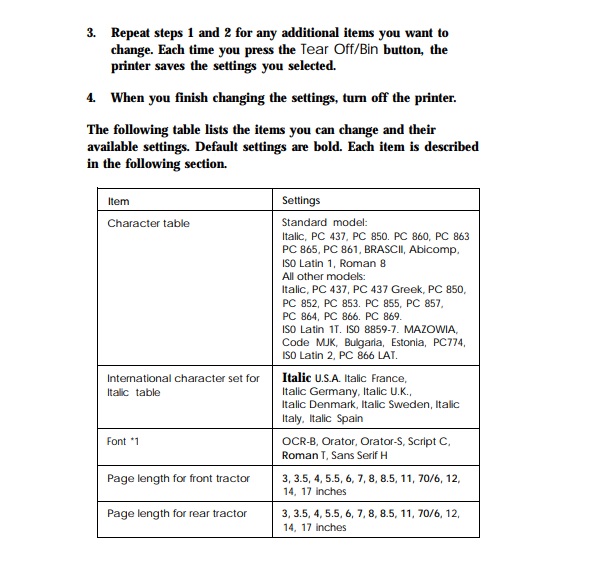 3. Repeat steps 1 and 2 for any additional items you want to
change. Each time you press the Tear Off/Bin button, the
printer saves the settings you selected.
4. When you finish changing the settings, turn off the printer.
The following table lists the items you can change and their
available settings. Default settings are bold. Each item is described
in the following section.
Item Settings
Character table
Standard model:
Italic, PC 437, PC 850. PC 860, PC 863
PC 865, PC 861, BRASCII, Abicomp,
IS0 Latin 1, Roman 8
All other models:
Italic, PC 437, PC 437 Greek, PC 850,
PC 852, PC 853. PC 855, PC 857,
PC 864, PC 866. PC 869.
IS0 Latin 1T. IS0 8859-7. MAZOWIA,
Code MJK, Bulgaria, Estonia, PC774,
IS0 Latin 2, PC 866 LAT.
International character set for
Italic table
Italic U.S.A. Italic France,
Italic Germany, Italic U.K.,
Italic Denmark, Italic Sweden, Italic
Italy, Italic Spain
Font *1
OCR-B, Orator, Orator-S, Script C,
Roman T, Sans Serif H
Page length for front tractor
3, 3.5, 4, 5.5, 6, 7, 8, 8.5, 11, 70/6, 12,
14, 17 inches
Page length for rear tractor
3, 3.5, 4, 5.5, 6, 7, 8, 8.5, 11, 70/6, 12,
14, 17 inches